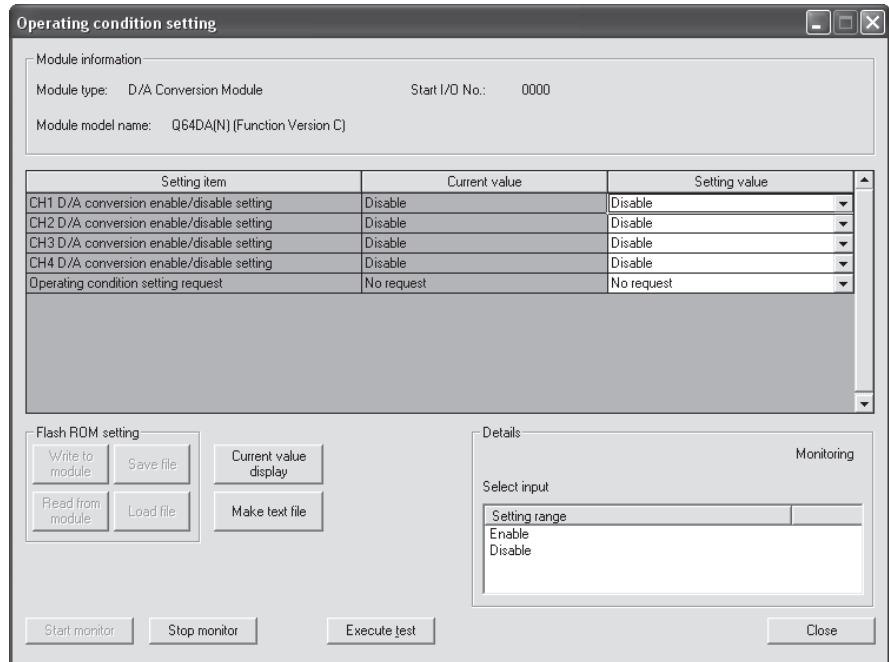 Operating condition setting
Module information
Module type: D/A Conversion Module Start I/O No.: 0000
Module model name: Q64DA(N) (Function Version C)
Setting item Current value Setting value
CH1 D/A conversion enable/disable setting Disable Disable
CH2 D/A conversion enable/disable setting Disable Disable
CH3 D/A conversion enable/disable setting Disable Disable
CH4 D/A conversion enable/disable setting Disable Disable
Operating condition setting request No request No request
Flash ROM setting
Write to
module
Save file
Read from
module
Load file
Current value
display
Make text file
Details
Monitoring
Select input
Setting range
Enable
Disable
Start monitor Stop monitor Execute test Close